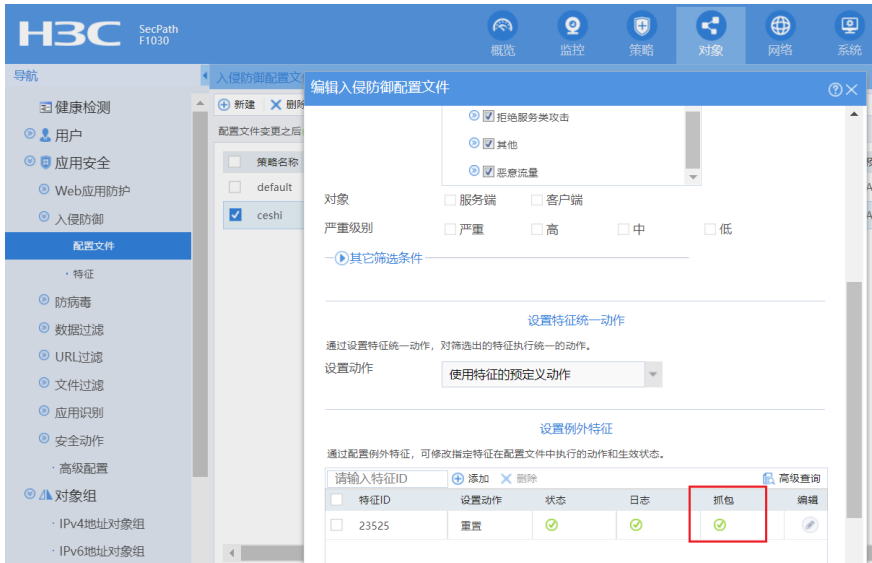 H3C SecPath F1030
概览 监控 策略 对象 网络 系统
导航
健康检测
用户
应用安全
Web应用防护
入侵防御
配置文件
· 特征
防病毒
数据过滤
URL过滤
文件过滤
应用识别
安全动作
· 高级配置
对象组
· IPv4地址对象组
· IPv6地址对象组
入侵防御配置文
新建 删除
配置文件变更之后
策略名称
default
ceshi
编辑入侵防御配置文件
拒绝服务类攻击
其他
恶意流量
对象 服务端 客户端
严重级别 严重 高 中 低
其它筛选条件
设置特征统一动作
通过设置特征统一动作，对筛选出的特征执行统一的动作。
设置动作 使用特征的预定义动作
设置例外特征
通过配置例外特征，可修改指定特征在配置文件中执行的动作和生效状态。
请输入特征ID 添加 删除 高级查询
特征ID 设置动作 状态 日志 抓包 编辑
23525 重置